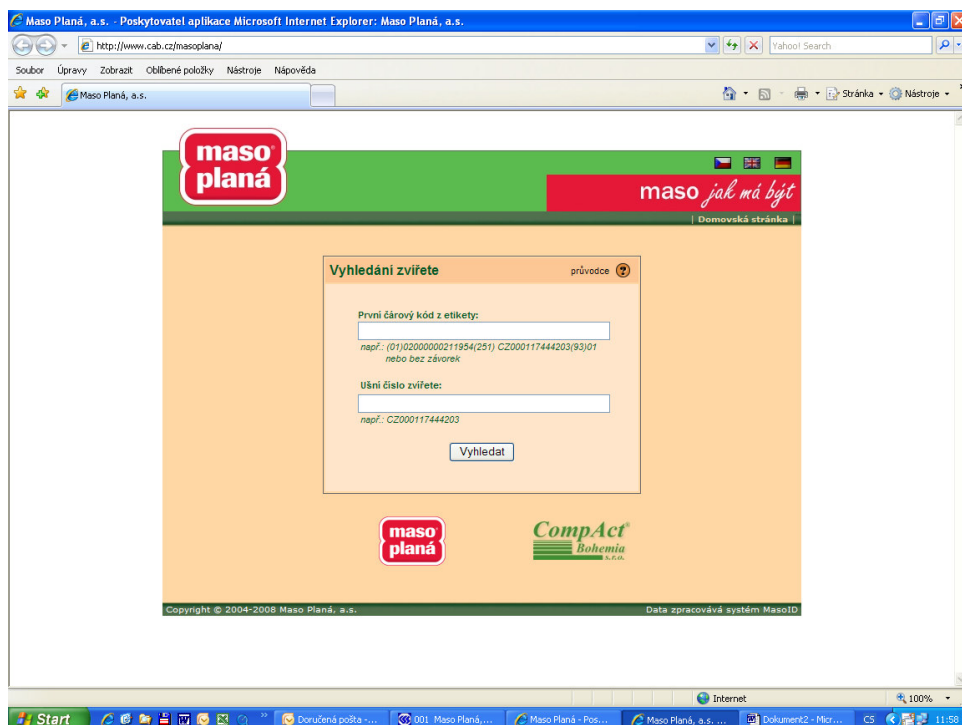 Maso Planá, a.s. - Poskytovatel aplikace Microsoft Internet Explorer: Maso Planá, a.s.
http://www.cab.cz/masoplana/
Yahoo! Search
Soubor Úpravy Zobrazit Oblíbené položky Nástroje Nápověda
Maso Planá, a.s.
Stránka
Nástroje
maso
planá
maso jak má být
| Domovská stránka |
Vyhledání zvířete
průvodce ?
První čárový kód z etikety:
např.: (01)02000000211954(251) CZ000117444203(93)01
nebo bez závorek
Ušní číslo zvířete:
např.: CZ000117444203
Vyhledat
maso
planá
CompAct®
Bohemia
s.r.o.
Copyright © 2004-2008 Maso Planá, a.s.
Data zpracovává systém MasoID
Internet
100%
Start
Doručená pošta -...
001 Maso Planá,...
Maso Planá - Pos...
Maso Planá, a.s. ...
Dokument2 - Micr...
CS
11:58